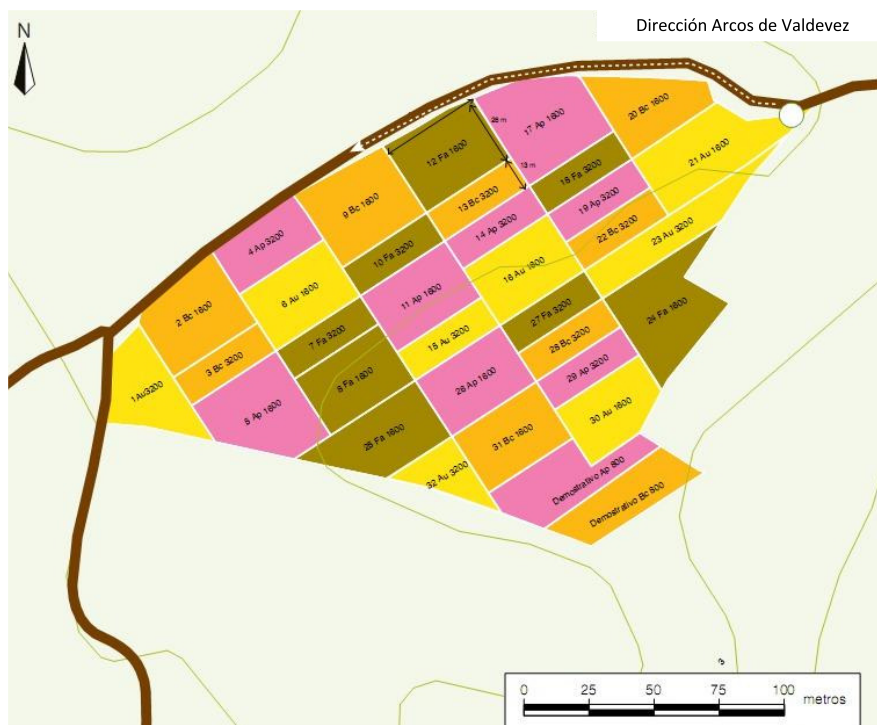 Dirección Arcos de Valdevez
N
20 Bc 1600
17 Ap 1600
28 m
12 Fa 1600
13 m
21 Au 1600
18 Fa 3200
13 Bc 3200
9 Bc 1600
19 Ap 3200
14 Ap 3200
22 Bc 3200
23 Au 3200
4 Ap 3200
10 Fa 3200
16 Au 1600
2 Bc 1600
6 Au 1600
11 Ap 1600
27 Fa 3200
24 Fa 1600
7 Fa 3200
15 Au 3200
28 Bc 3200
3 Bc 3200
8 Fa 1600
29 Ap 3200
1Au3200
26 Ap 1600
5 Ap 1600
30 Au 1600
25 Fa 1600
31 Bc 1600
32 Au 3200
Demostrativo Ap 800
Demostrativo Bc 800
3
0 25 50 75 100
metros